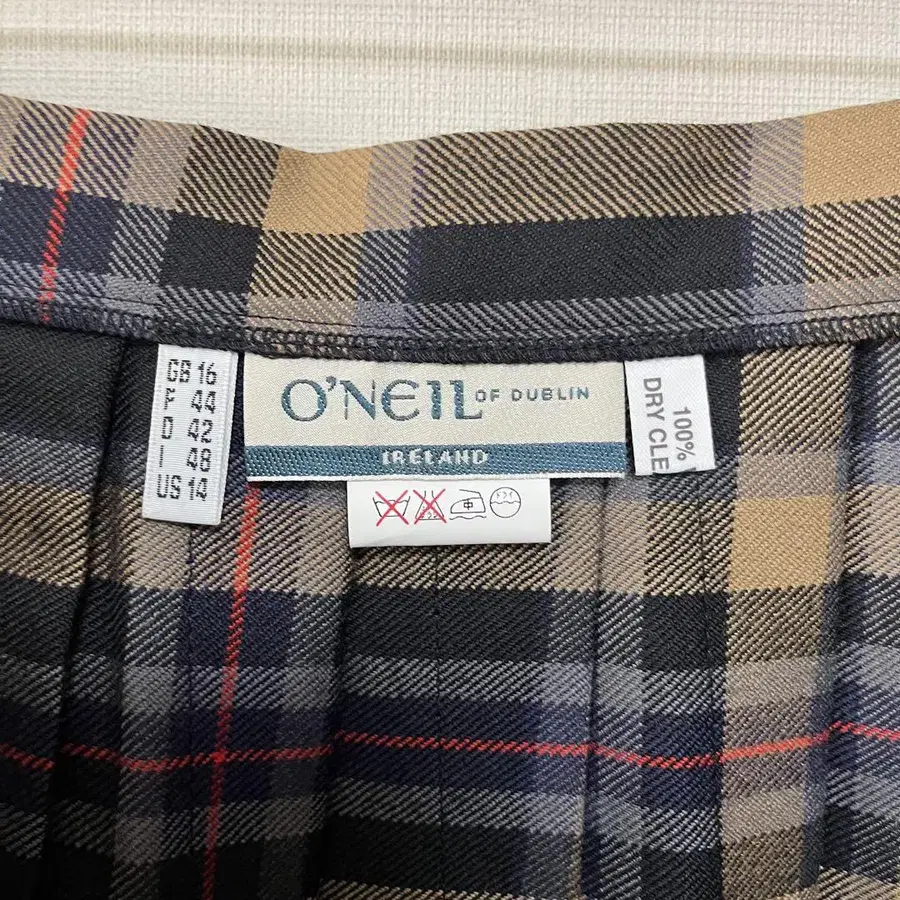 GB 16
F 44
D 42
I 48
US 14
O'NEIL OF DUBLIN
IRELAND
100%
DRY CLE